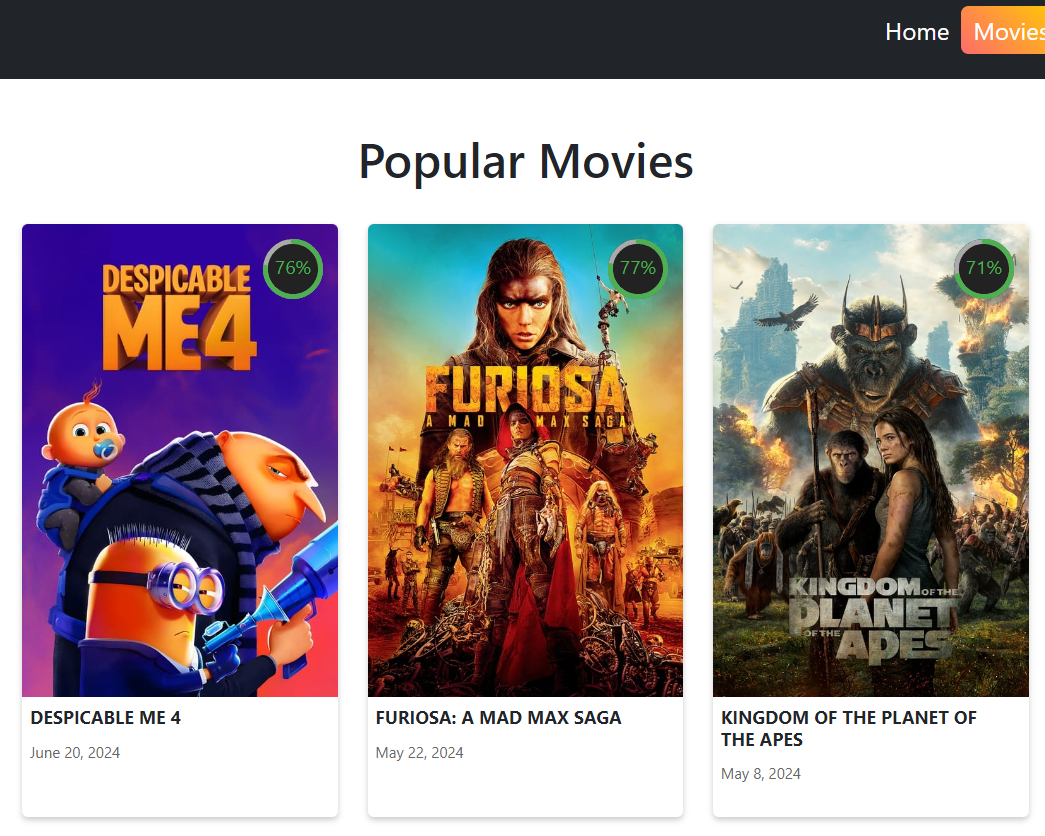 Home Movies
Popular Movies
76%
DESPICABLE
ME4
77%
FURIOSA
A MAD MAX SAGA
71%
KINGDOM OF THE
PLANET
OF THE APES
DESPICABLE ME 4
June 20, 2024
FURIOSA: A MAD MAX SAGA
May 22, 2024
KINGDOM OF THE PLANET OF
THE APES
May 8, 2024